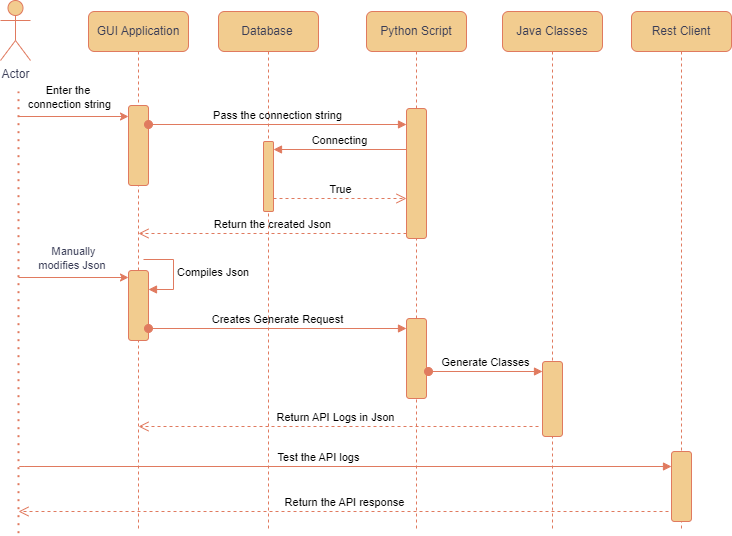 GUI Application
Database
Python Script
Java Classes
Rest Client
Actor
Enter the
connection string
Pass the connection string
Connecting
True
Return the created Json
Manually
modifies Json
Compiles Json
Creates Generate Request
Generate Classes
Return API Logs in Json
Test the API logs
Return the API response